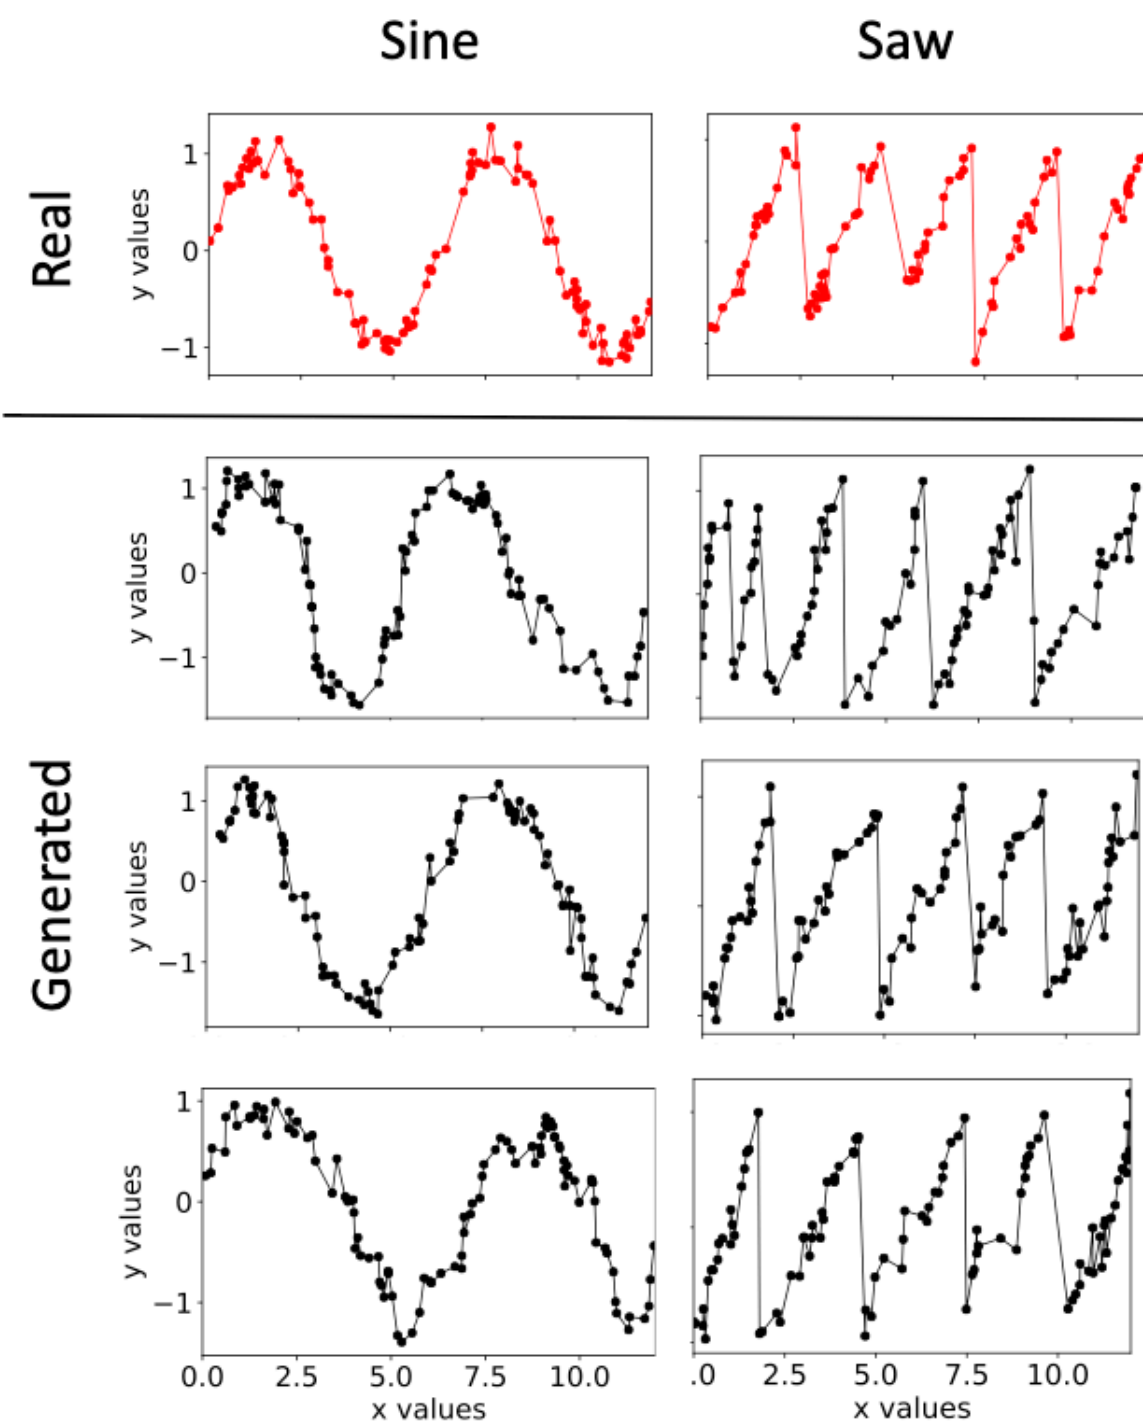 Sine
Saw
Real
y values
1
0
−1
Generated
y values
1
0
−1
y values
1
0
−1
y values
1
0
−1
0.0 2.5 5.0 7.5 10.0
x values
.0 2.5 5.0 7.5 10.0
x values